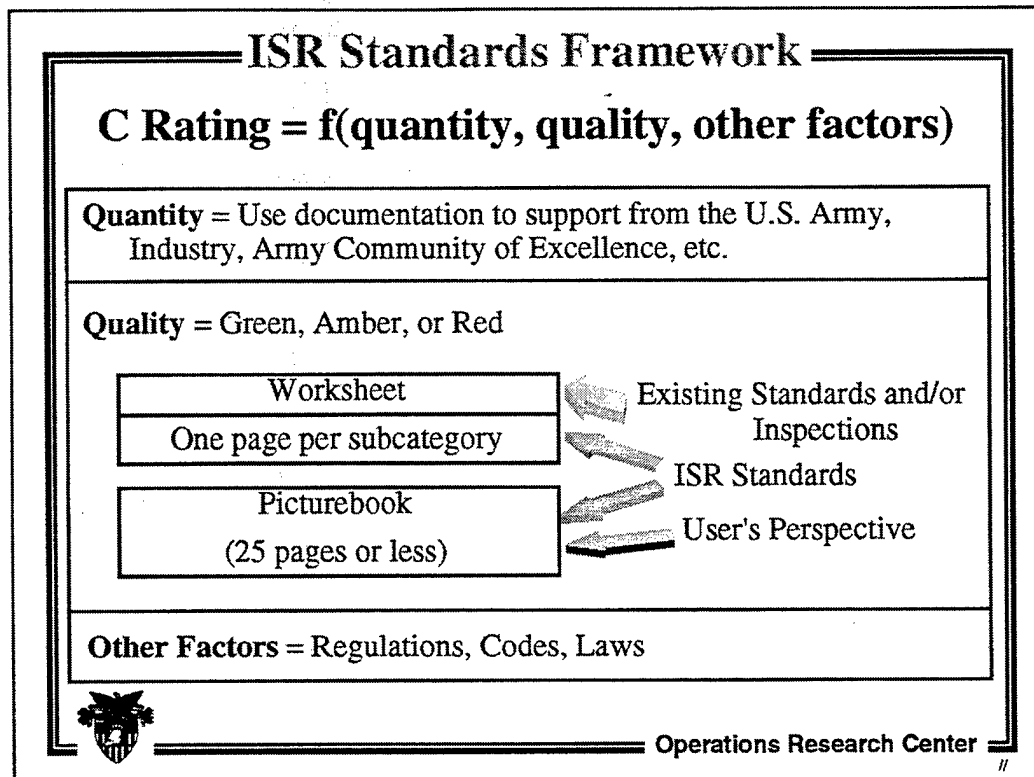 ISR Standards Framework
C Rating = f(quantity, quality, other factors)
Quantity = Use documentation to support from the U.S. Army,
Industry, Army Community of Excellence, etc.
Quality = Green, Amber, or Red
Worksheet
One page per subcategory
Existing Standards and/or
Inspections
ISR Standards
Picturebook
(25 pages or less)
User's Perspective
Other Factors = Regulations, Codes, Laws
Operations Research Center
11